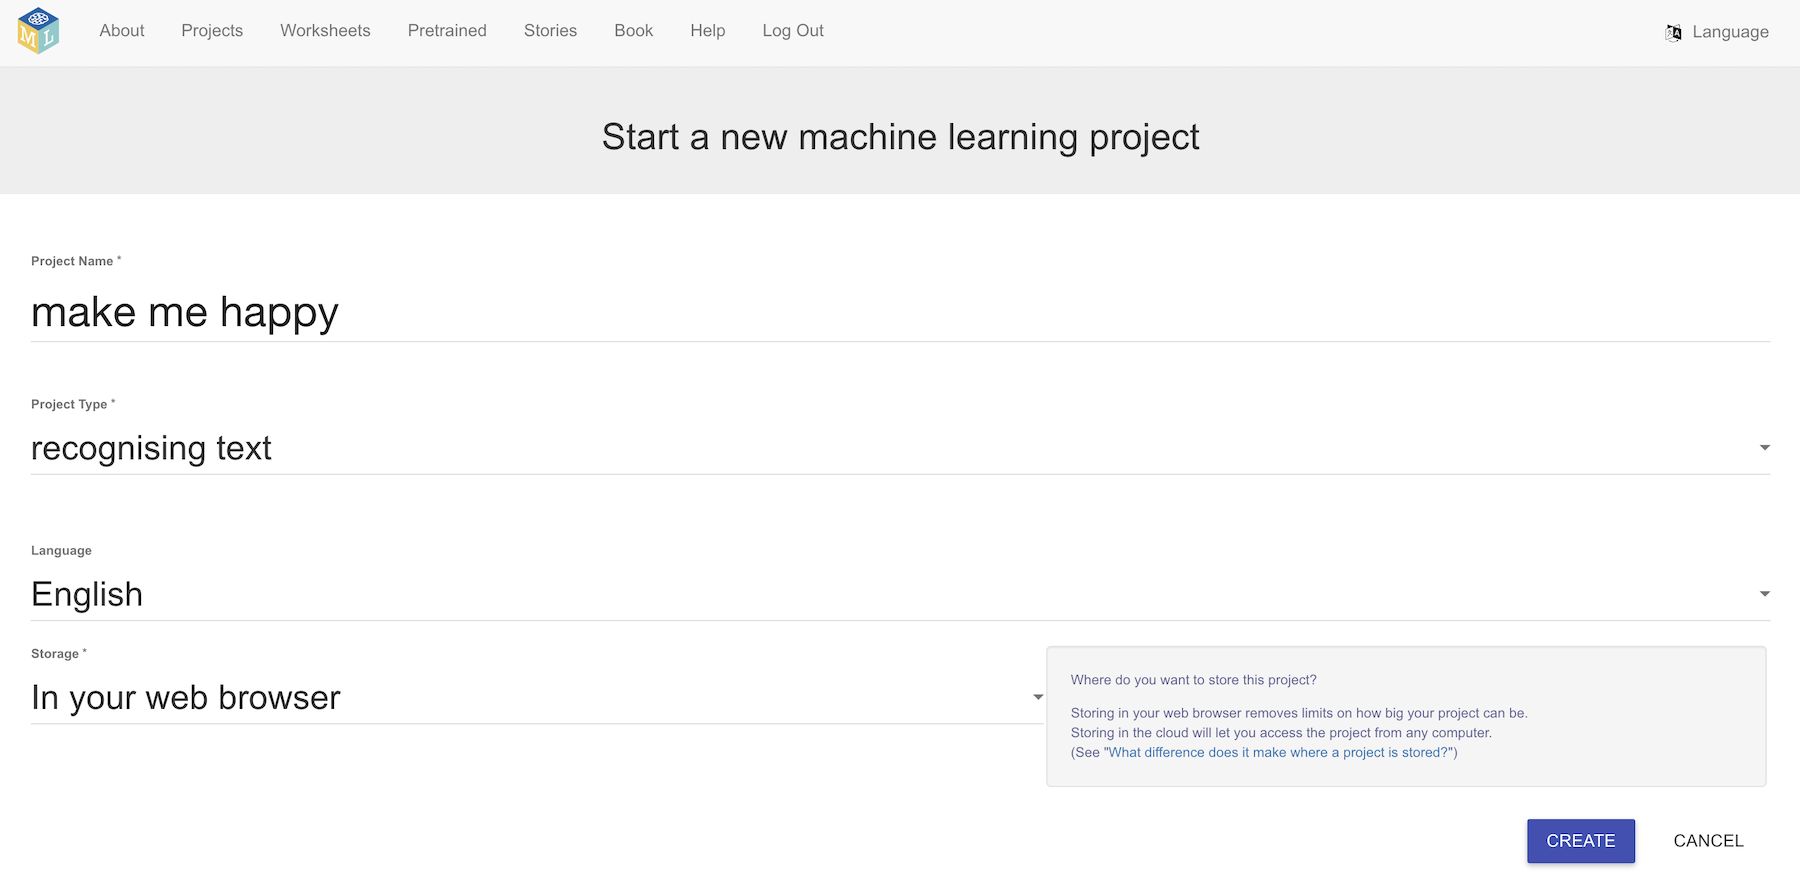 M L
About Projects Worksheets Pretrained Stories Book Help Log Out Language
Start a new machine learning project
Project Name *
make me happy
Project Type *
recognising text
Language
English
Storage *
In your web browser
Where do you want to store this project?
Storing in your web browser removes limits on how big your project can be.
Storing in the cloud will let you access the project from any computer.
(See "What difference does it make where a project is stored?")
CREATE CANCEL